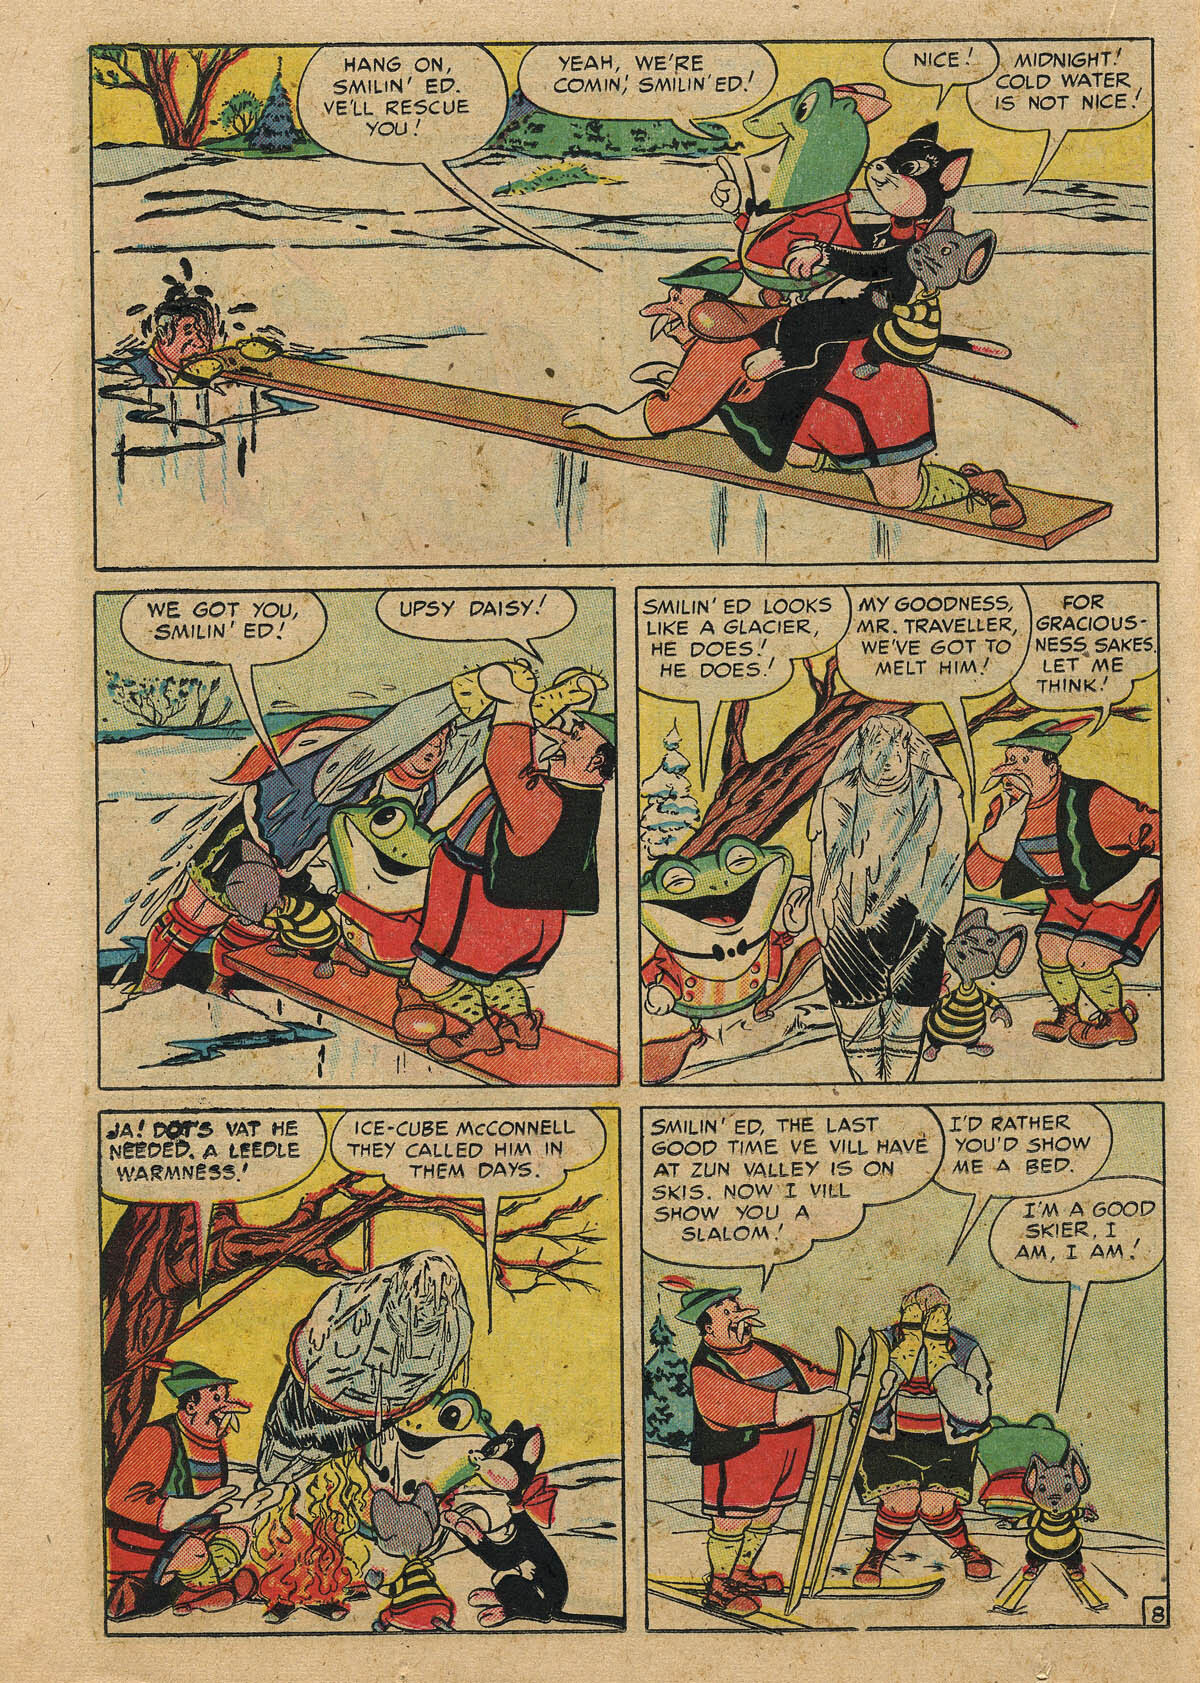 HANG ON,
SMILIN' ED.
VE'LL RESCUE
YOU!
YEAH, WE'RE
COMIN', SMILIN' ED!
NICE!
MIDNIGHT!
COLD WATER
IS NOT NICE!
WE GOT YOU,
SMILIN' ED!
UPSY DAISY!
SMILIN' ED LOOKS
LIKE A GLACIER,
HE DOES!
HE DOES!
MY GOODNESS,
MR. TRAVELLER,
WE'VE GOT TO
MELT HIM!
FOR
GRACIOUS-
NESS SAKES.
LET ME
THINK!
JA! DOT'S VAT HE
NEEDED. A LEEDLE
WARMNESS!
ICE-CUBE McCONNELL
THEY CALLED HIM IN
THEM DAYS.
SMILIN' ED, THE LAST
GOOD TIME VE VILL HAVE
AT ZUN VALLEY IS ON
SKIS. NOW I VILL
SHOW YOU A
SLALOM!
I'D RATHER
YOU'D SHOW
ME A BED.
I'M A GOOD
SKIER, I
AM, I AM!
8